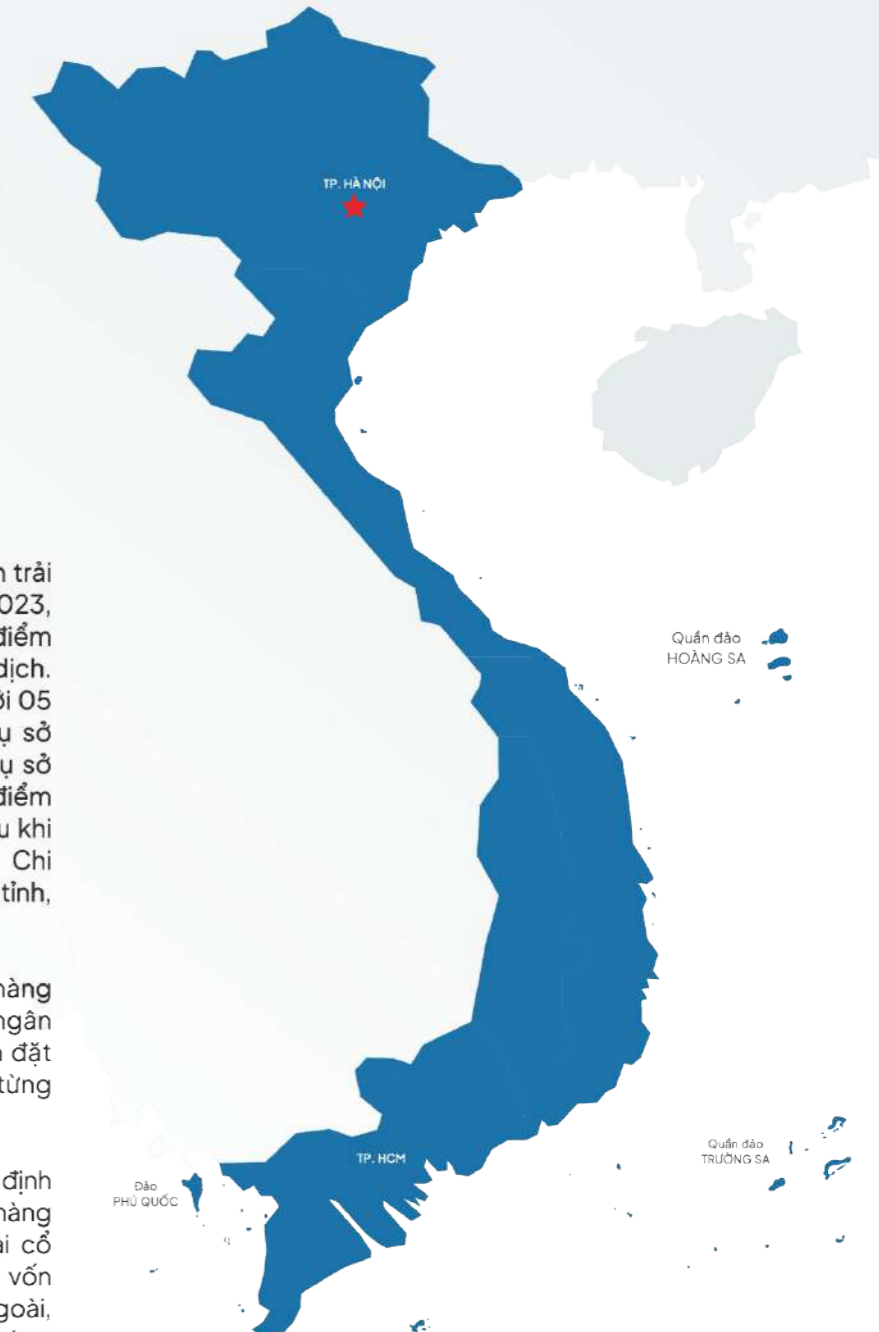 TP. HÀ NỘI
trải
023,
điểm
dịch.
ới 05
ụ sở
ụ sở
điểm
u khi
Chi
tỉnh,
Quần đảo
HOÀNG SA
hàng
ngân
đặt
từng
TP. HCM
Quần đảo
TRƯỜNG SA
Đảo
PHÚ QUỐC
định
hàng
ại cổ
vốn
goài,